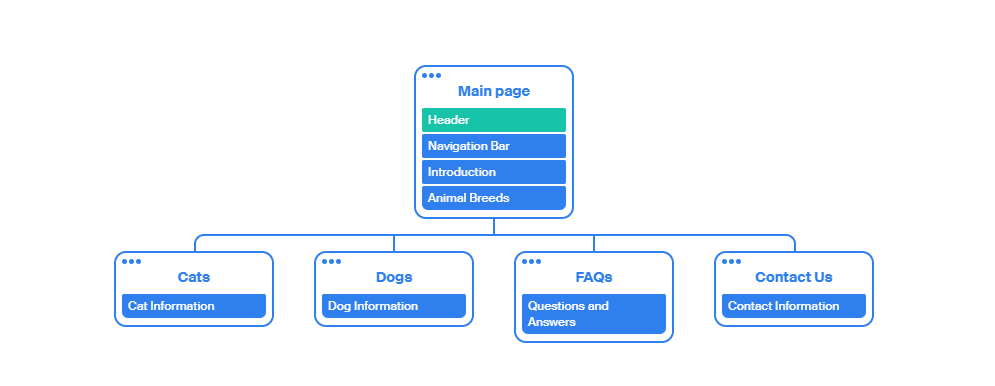 Main page
Header
Navigation Bar
Introduction
Animal Breeds
Cats
Cat Information
Dogs
Dog Information
FAQs
Questions and
Answers
Contact Us
Contact Information